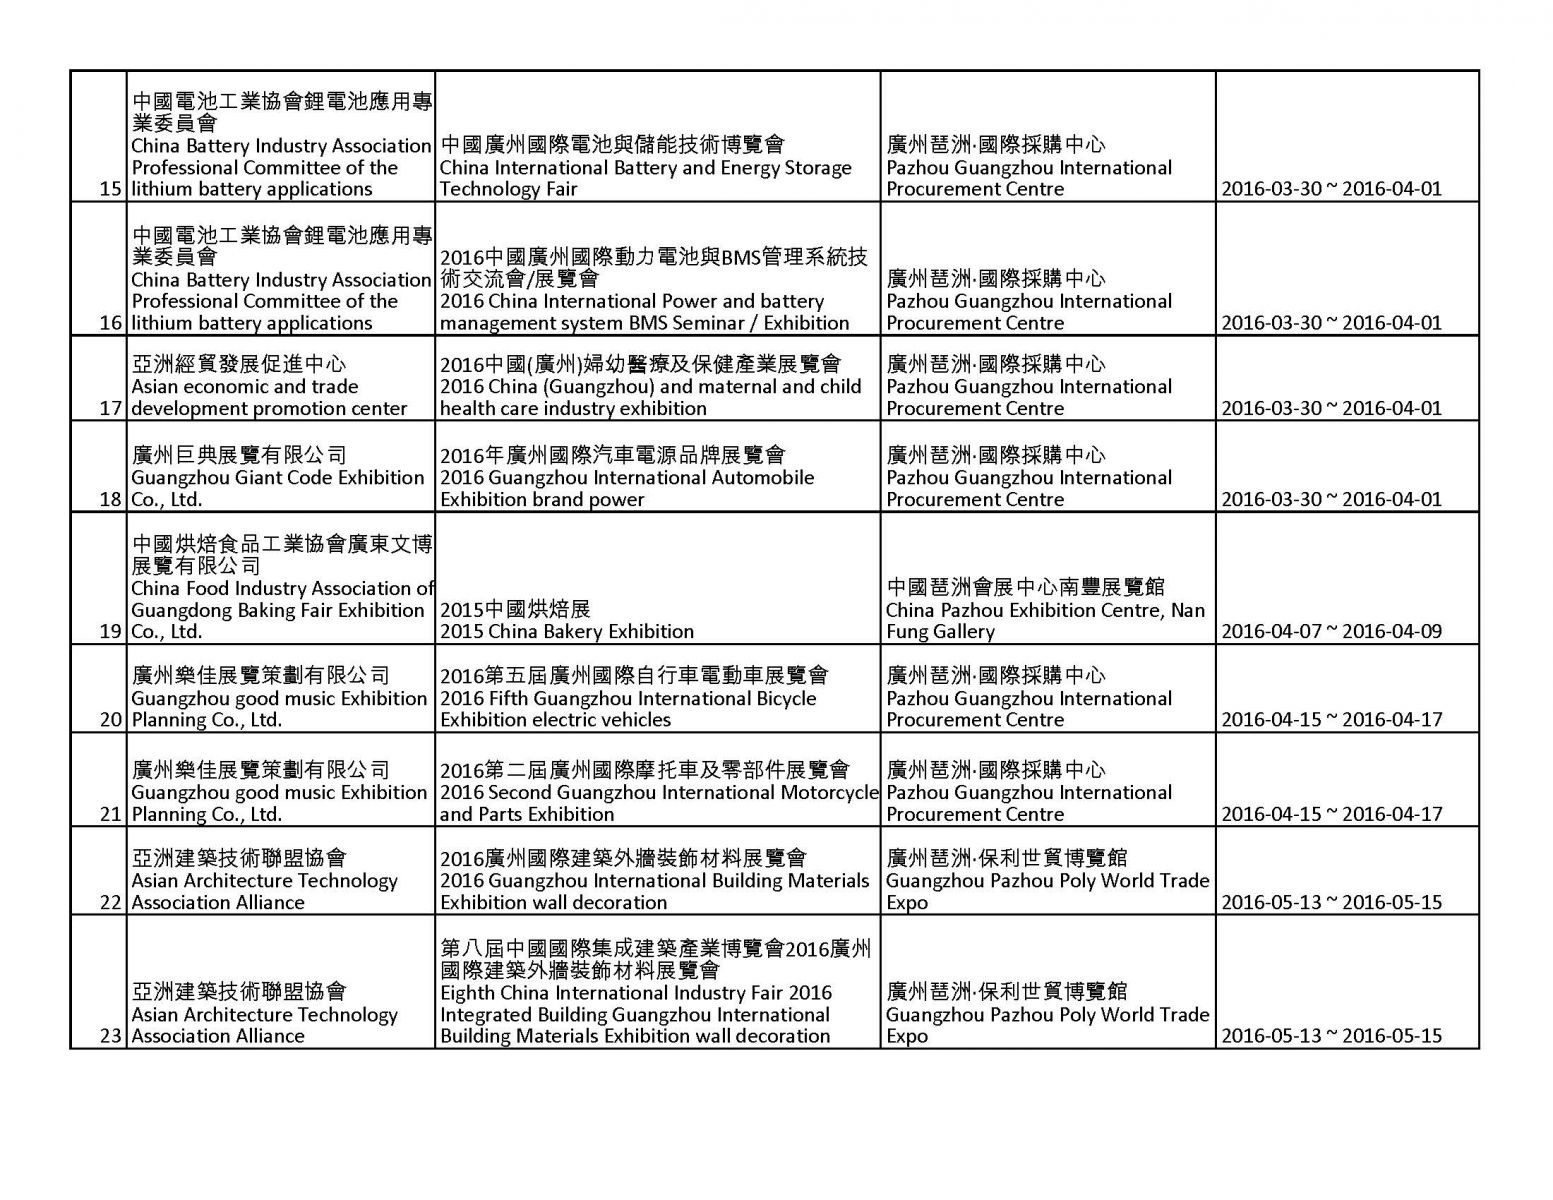 中國電池工業協會鋰電池應用專
業委員會
China Battery Industry Association
Professional Committee of the
15 lithium battery applications
中國廣州國際電池與儲能技術博覽會
China International Battery and Energy Storage
Technology Fair
廣州琶洲·國際採購中心
Pazhou Guangzhou International
Procurement Centre
2016-03-30 ~ 2016-04-01
中國電池工業協會鋰電池應用專
業委員會
China Battery Industry Association
Professional Committee of the
16 lithium battery applications
2016中國廣州國際動力電池與BMS管理系統技
術交流會/展覽會
2016 China International Power and battery
management system BMS Seminar / Exhibition
廣州琶洲·國際採購中心
Pazhou Guangzhou International
Procurement Centre
2016-03-30 ~ 2016-04-01
亞洲經貿發展促進中心
Asian economic and trade
17 development promotion center
2016中國(廣州)婦幼醫療及保健產業展覽會
2016 China (Guangzhou) and maternal and child
health care industry exhibition
廣州琶洲·國際採購中心
Pazhou Guangzhou International
Procurement Centre
2016-03-30 ~ 2016-04-01
廣州巨典展覽有限公司
Guangzhou Giant Code Exhibition
18 Co., Ltd.
2016年廣州國際汽車電源品牌展覽會
2016 Guangzhou International Automobile
Exhibition brand power
廣州琶洲·國際採購中心
Pazhou Guangzhou International
Procurement Centre
2016-03-30 ~ 2016-04-01
中國烘焙食品工業協會廣東文博
展覽有限公司
China Food Industry Association of
Guangdong Baking Fair Exhibition
19 Co., Ltd.
2015中國烘焙展
2015 China Bakery Exhibition
中國琶洲會展中心南豐展覽館
China Pazhou Exhibition Centre, Nan
Fung Gallery
2016-04-07 ~ 2016-04-09
廣州樂佳展覽策劃有限公司
Guangzhou good music Exhibition
20 Planning Co., Ltd.
2016第五屆廣州國際自行車電動車展覽會
2016 Fifth Guangzhou International Bicycle
Exhibition electric vehicles
廣州琶洲·國際採購中心
Pazhou Guangzhou International
Procurement Centre
2016-04-15 ~ 2016-04-17
廣州樂佳展覽策劃有限公司
Guangzhou good music Exhibition
21 Planning Co., Ltd.
2016第二屆廣州國際摩托車及零部件展覽會
2016 Second Guangzhou International Motorcycle
and Parts Exhibition
廣州琶洲·國際採購中心
Pazhou Guangzhou International
Procurement Centre
2016-04-15 ~ 2016-04-17
亞洲建築技術聯盟協會
Asian Architecture Technology
22 Association Alliance
2016廣州國際建築外牆裝飾材料展覽會
2016 Guangzhou International Building Materials
Exhibition wall decoration
廣州琶洲·保利世貿博覽館
Guangzhou Pazhou Poly World Trade
Expo
2016-05-13 ~ 2016-05-15
亞洲建築技術聯盟協會
Asian Architecture Technology
23 Association Alliance
第八屆中國國際集成建築產業博覽會2016廣州
國際建築外牆裝飾材料展覽會
Eighth China International Industry Fair 2016
Integrated Building Guangzhou International
Building Materials Exhibition wall decoration
廣州琶洲·保利世貿博覽館
Guangzhou Pazhou Poly World Trade
Expo
2016-05-13 ~ 2016-05-15